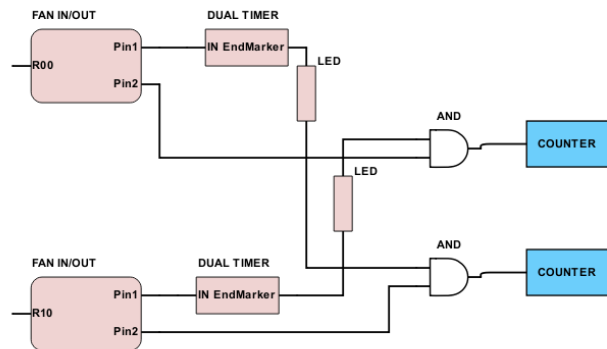 FAN IN/OUT
DUAL TIMER
Pin1
IN EndMarker
LED
R00
Pin2
AND
COUNTER
LED
FAN IN/OUT
DUAL TIMER
AND
COUNTER
Pin1
IN EndMarker
R10
Pin2